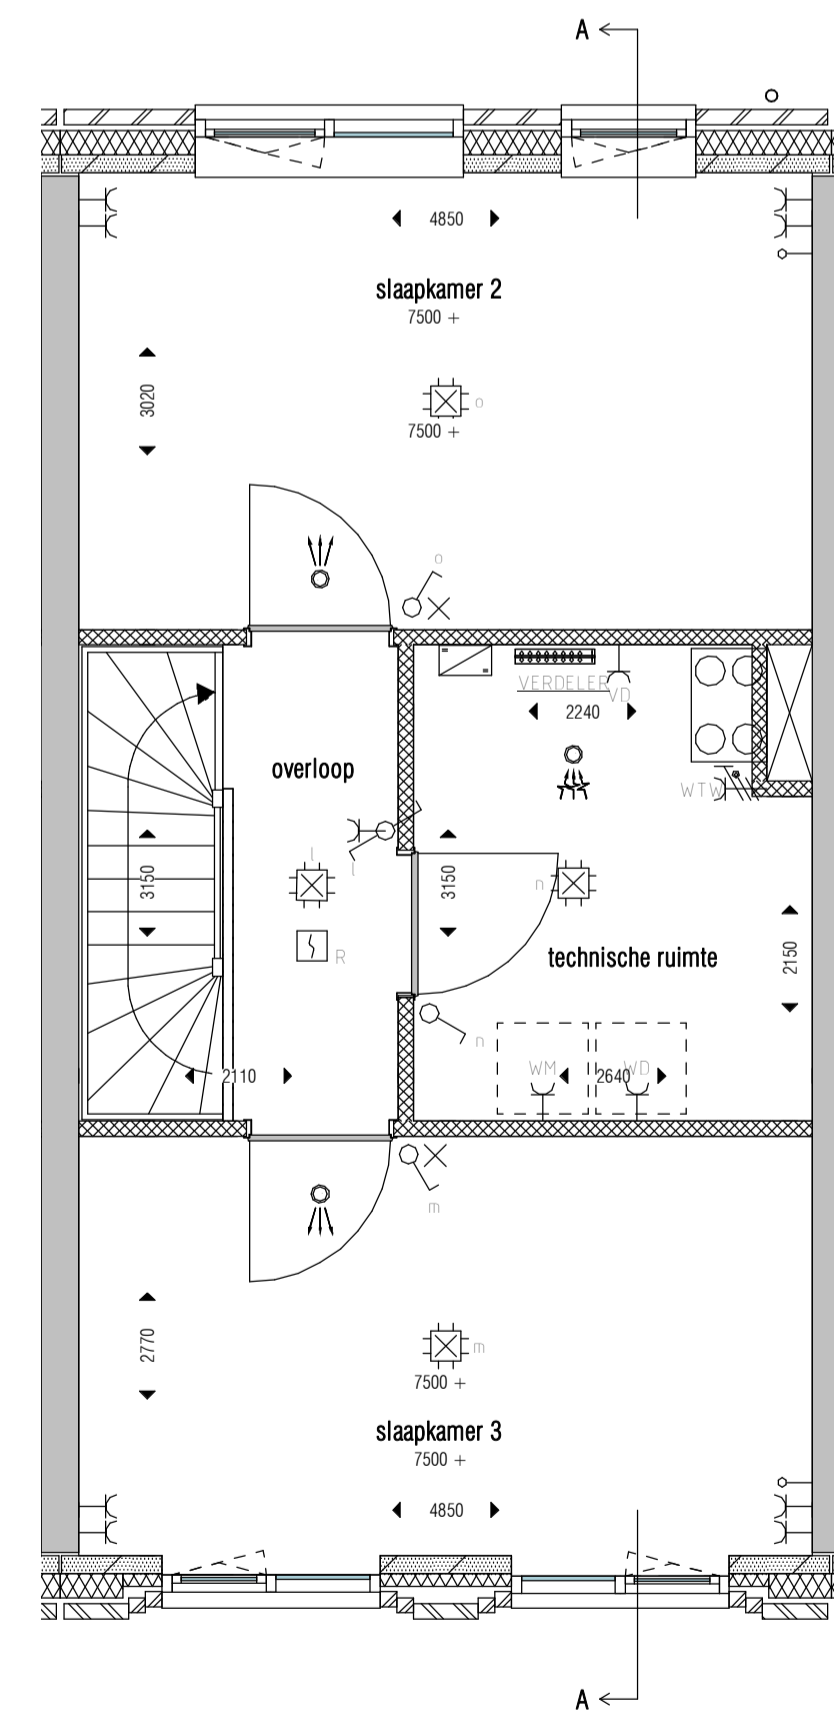 A
4850
slaapkamer 2
7500 +
3020
o
7500 +
o
VERDELER
VD
2240
overloop
WTW
l
l
3150
3150
n
R
technische ruimte
2150
n
2110
WM
2640
WD
m
2770
m
7500 +
slaapkamer 3
7500 +
4850
A